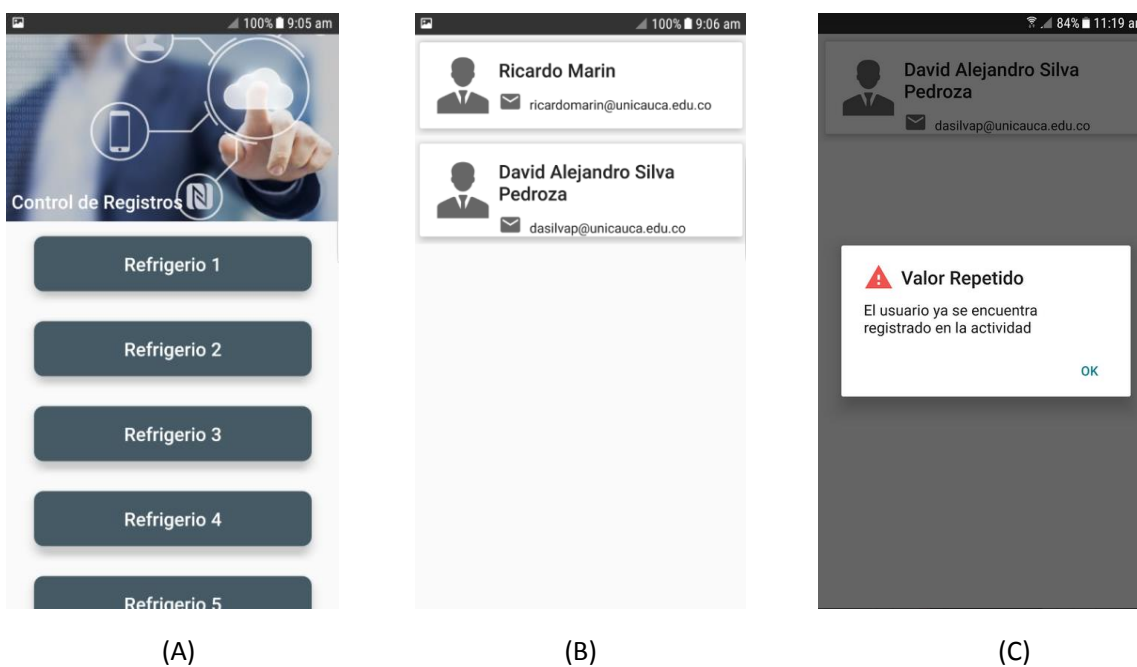 100% 9:05 am
Control de Registros
Refrigerio 1
Refrigerio 2
Refrigerio 3
Refrigerio 4
Refrigerio 5
(A)
100% 9:06 am
Ricardo Marin
ricardomarin@unicauca.edu.co
David Alejandro Silva
Pedroza
dasilvap@unicauca.edu.co
(B)
84% 11:19 am
David Alejandro Silva
Pedroza
dasilvap@unicauca.edu.co
Valor Repetido
El usuario ya se encuentra
registrado en la actividad
OK
(C)